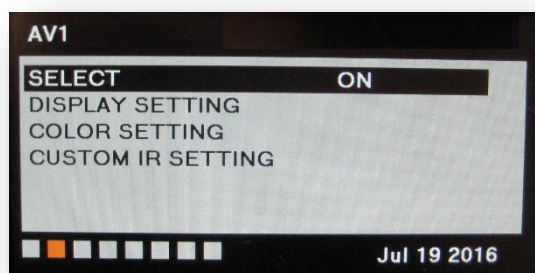 AV1
SELECT ON
DISPLAY SETTING
COLOR SETTING
CUSTOM IR SETTING
Jul 19 2016